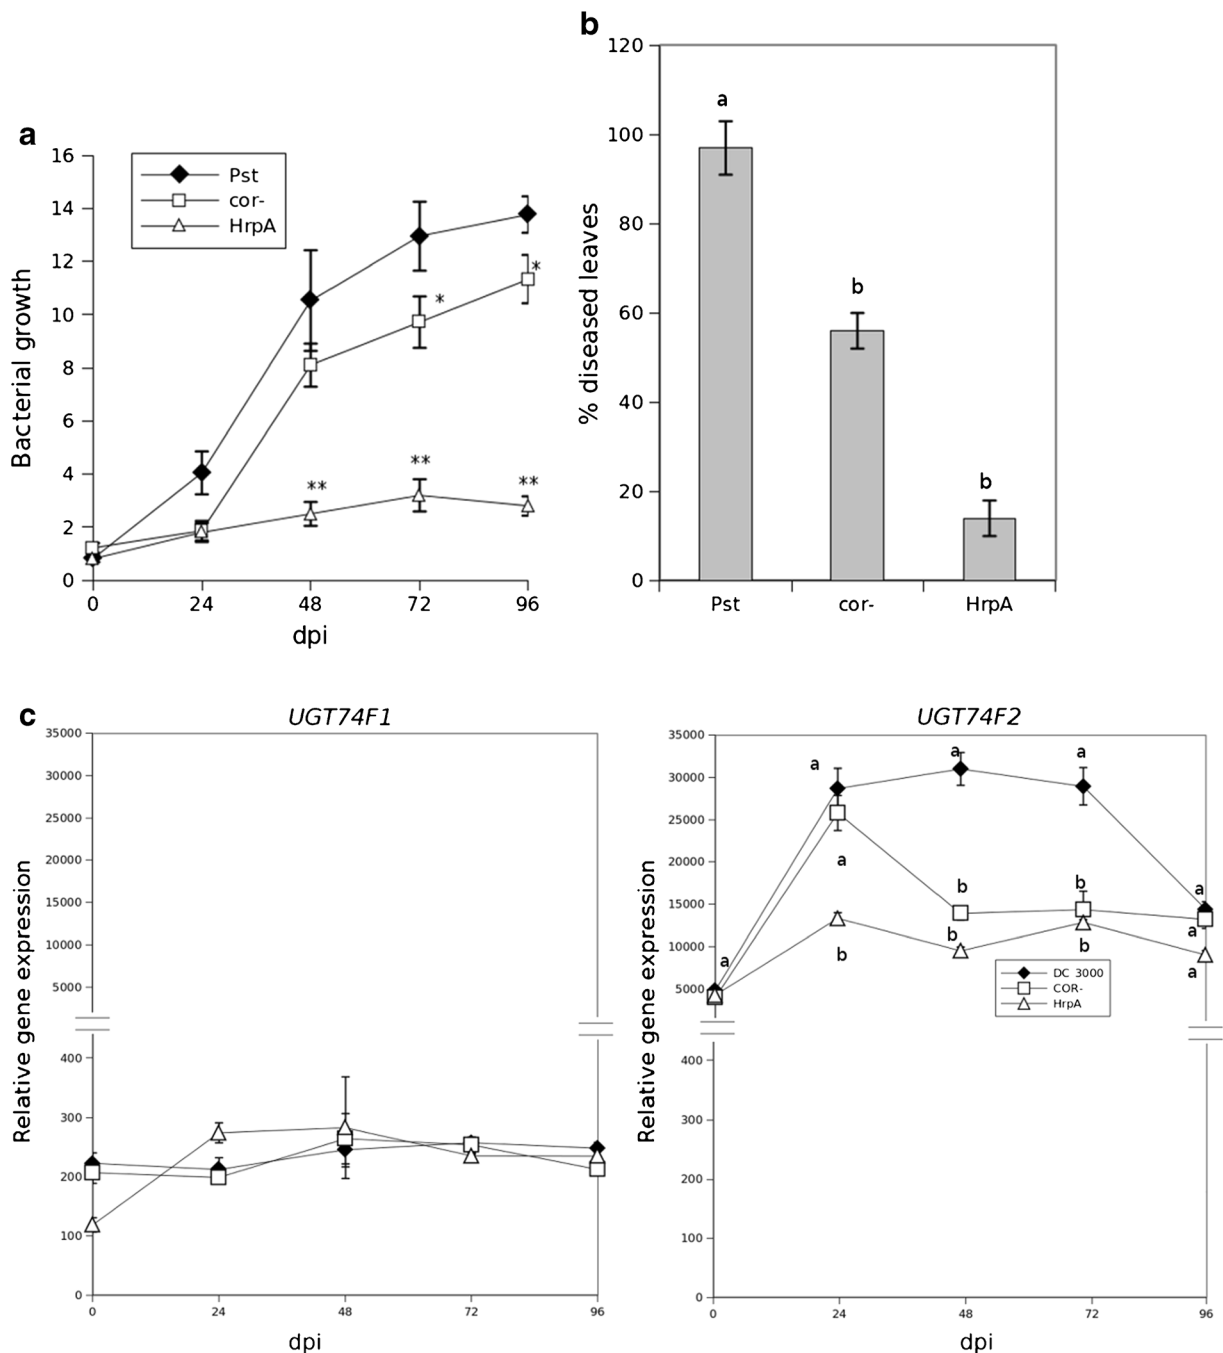 a
16
14
12
10
8
6
4
2
0
Bacterial growth
Pst
cor-
HrpA
*
*
**
**
**
0 24 48 72 96
dpi
b
120
100
80
60
40
20
0
% diseased leaves
a
b
b
Pst cor- HrpA
c
UGT74F1
35000
30000
25000
20000
15000
10000
5000
400
300
200
100
0
Relative gene expression
0 24 48 72 96
dpi
UGT74F2
35000
30000
25000
20000
15000
10000
5000
400
300
200
100
0
Relative gene expression
a
a
a
a
a
b
b
a
b
b
b
a
a
b
DC 3000
COR-
HrpA
0 24 48 72 96
dpi